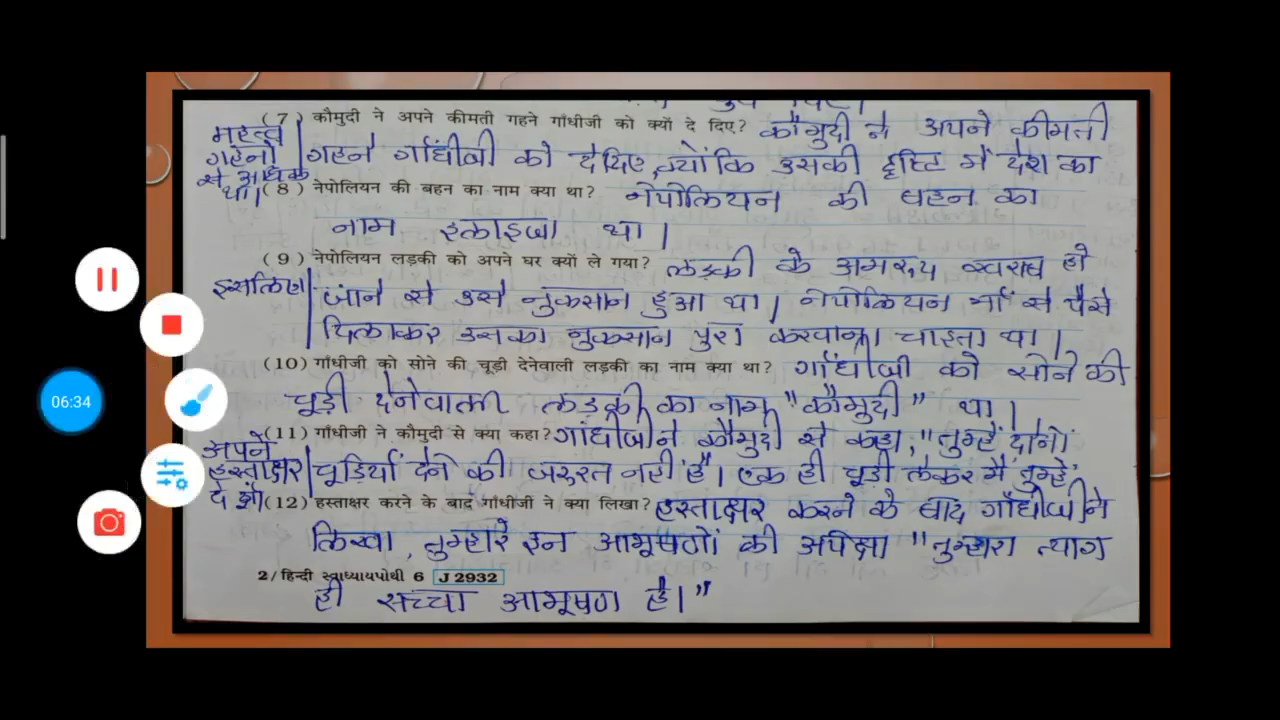 (7) कौमुदी ने अपने कीमती गहने गाँधीजी को क्यों दे दिए? कौमुदी ने अपने कीमती
महत्व
गहनो गहने गाँधीजी को दे दिए, क्योंकि उसकी दृष्टि में देश का
से अधिक
था। (8) नेपोलियन की बहन का नाम क्या था? नेपोलियन की बहन का
नाम इलाइजा था।
(9) नेपोलियन लड़की को अपने घर क्यों ले गया? लड़की के अमरुद खराब हो
इसलिए जाने से उसे नुकसान हुआ था। नेपोलियन माँ से पैसे
दिलाकर उसका नुकसान पुरा करवाना चाहता था।
(10) गाँधीजी को सोने की चूड़ी देनेवाली लड़की का नाम क्या था? गाँधीजी को सोने की
चूड़ी देनेवाली लड़की का नाम "कौमुदी" था।
(11) गाँधीजी ने कौमुदी से क्या कहा? गांधीजीने कौमुदी से कहा, "तुम्हें दोनों
अपने
हस्ताक्षर चूड़ियाँ देने की जरुरत नहीं है। एक ही चूड़ी लेकर मैं तुम्हें
(12) हस्ताक्षर करने के बाद गाँधीजी ने क्या लिखा? हस्ताक्षर करने के बाद गाँधीजीने
लिखा, तुम्हारे इन आभूषणों की अपेक्षा "तुम्हारा त्याग
2/हिन्दी स्वाध्यायपोथी 6 J 2932
ही सच्चा आभूषण है।"
06:34